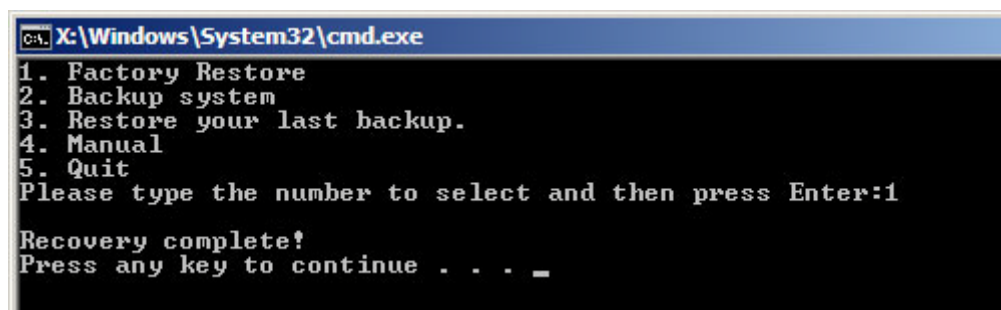 X:\Windows\System32\cmd.exe
1. Factory Restore
2. Backup system
3. Restore your last backup.
4. Manual
5. Quit
Please type the number to select and then press Enter:1
Recovery complete!
Press any key to continue . . . _